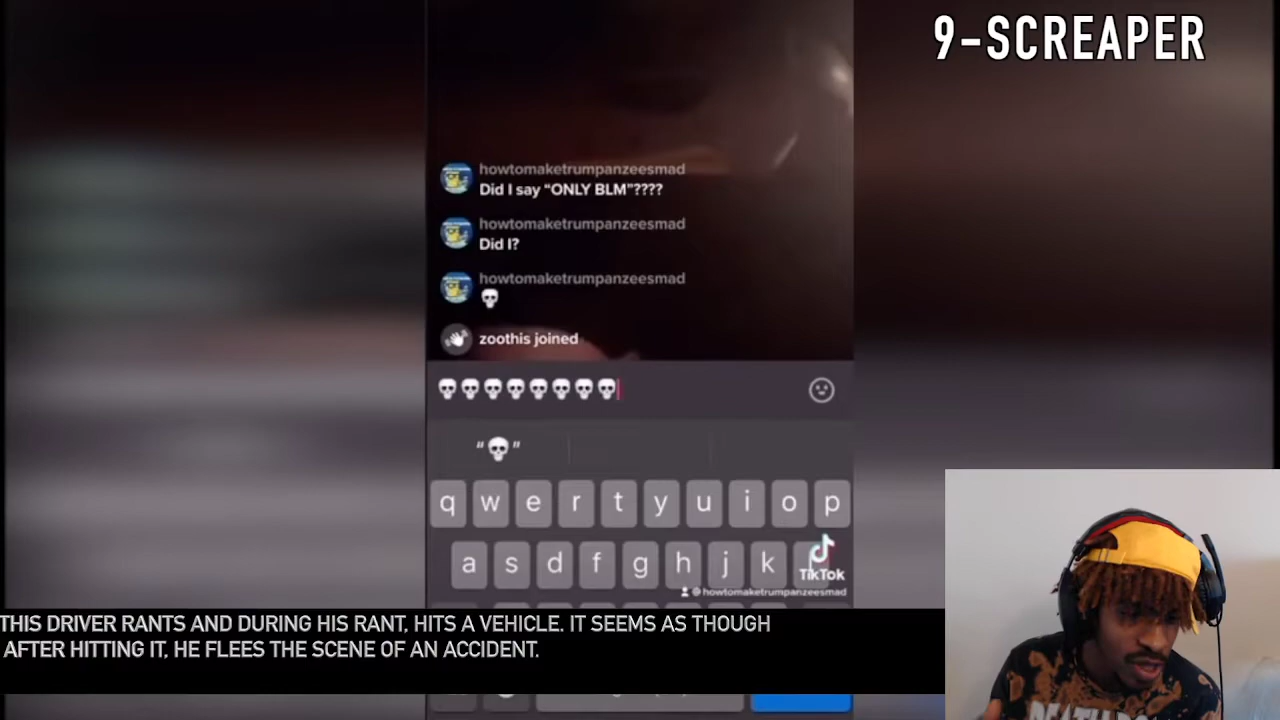 9-SCREAPER
howtomaketrumpanzeesmad
Did I say “ONLY BLM”????
howtomaketrumpanzeesmad
Did I?
howtomaketrumpanzeesmad
💀
zoothis joined
💀💀💀💀💀💀💀💀
“💀”
q w e r t y u i o p
a s d f g h j k
TikTok
@howtomaketrumpanzeesmad
THIS DRIVER RANTS AND DURING HIS RANT, HITS A VEHICLE. IT SEEMS AS THOUGH
AFTER HITTING IT, HE FLEES THE SCENE OF AN ACCIDENT.